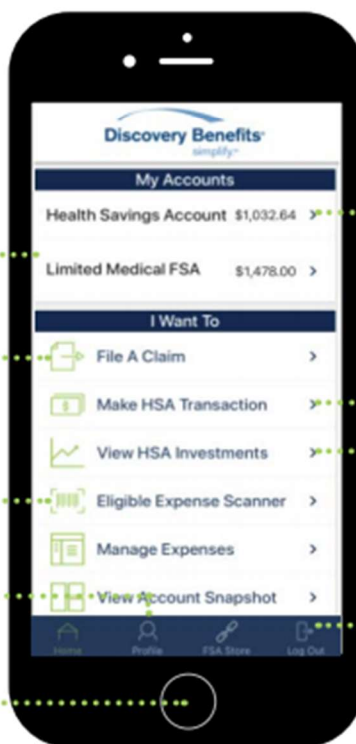 Discovery Benefits
simplify™
My Accounts
Health Savings Account $1,032.64 >
Limited Medical FSA $1,478.00 >
I Want To
File A Claim >
Make HSA Transaction >
View HSA Investments >
Eligible Expense Scanner >
Manage Expenses >
View Account Snapshot >
Home Profile FSA Store Log Out